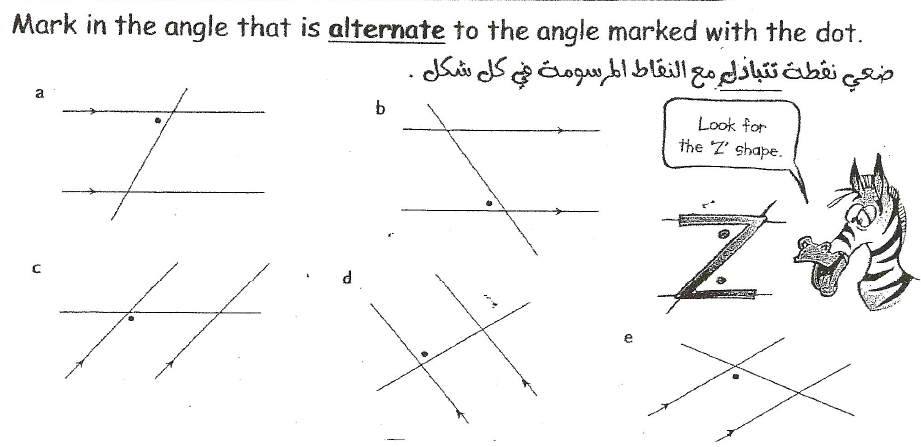 Mark in the angle that is alternate to the angle marked with the dot.
ضعي نقطة تتبادل مع النقاط المرسومة في كل شكل .
a
b
Look for
the 'Z' shape.
c
d
e